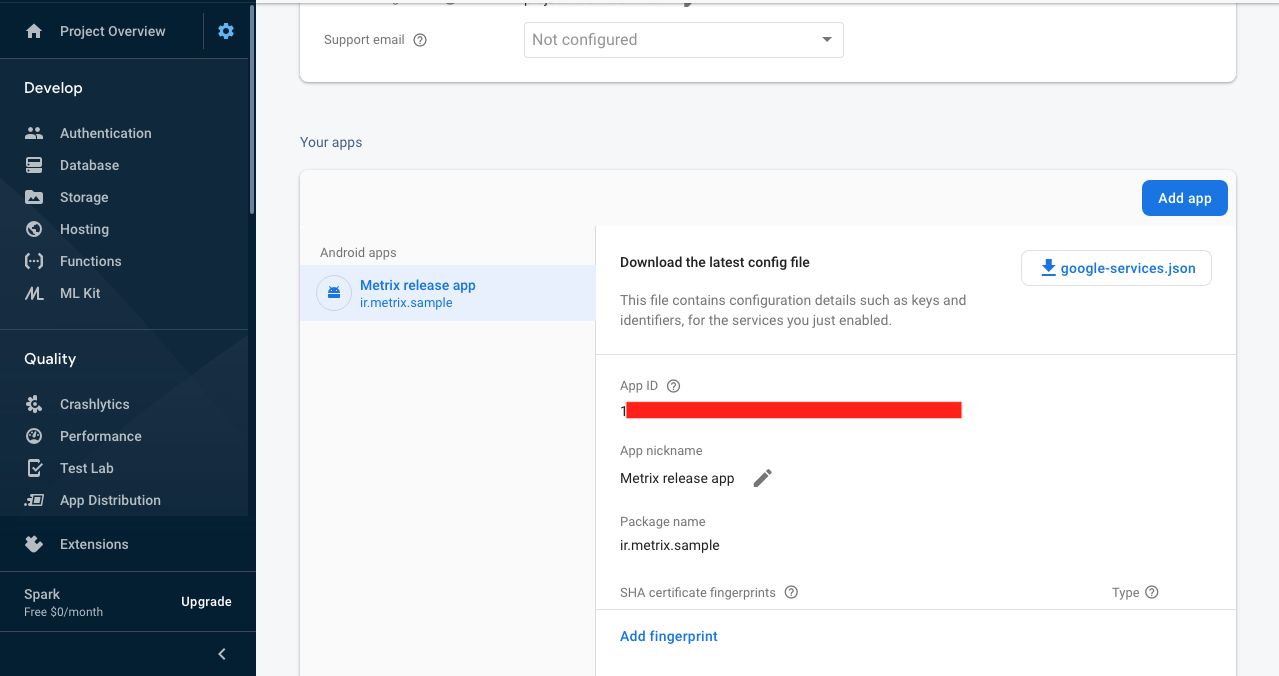 Project Overview
Develop
Authentication
Database
Storage
Hosting
Functions
ML Kit
Quality
Crashlytics
Performance
Test Lab
App Distribution
Extensions
Spark
Free $0/month
Upgrade
Support email
Not configured
Your apps
Add app
Android apps
Metrix release app
ir.metrix.sample
Download the latest config file
google-services.json
This file contains configuration details such as keys and
identifiers, for the services you just enabled.
App ID
1
App nickname
Metrix release app
Package name
ir.metrix.sample
SHA certificate fingerprints
Type
Add fingerprint